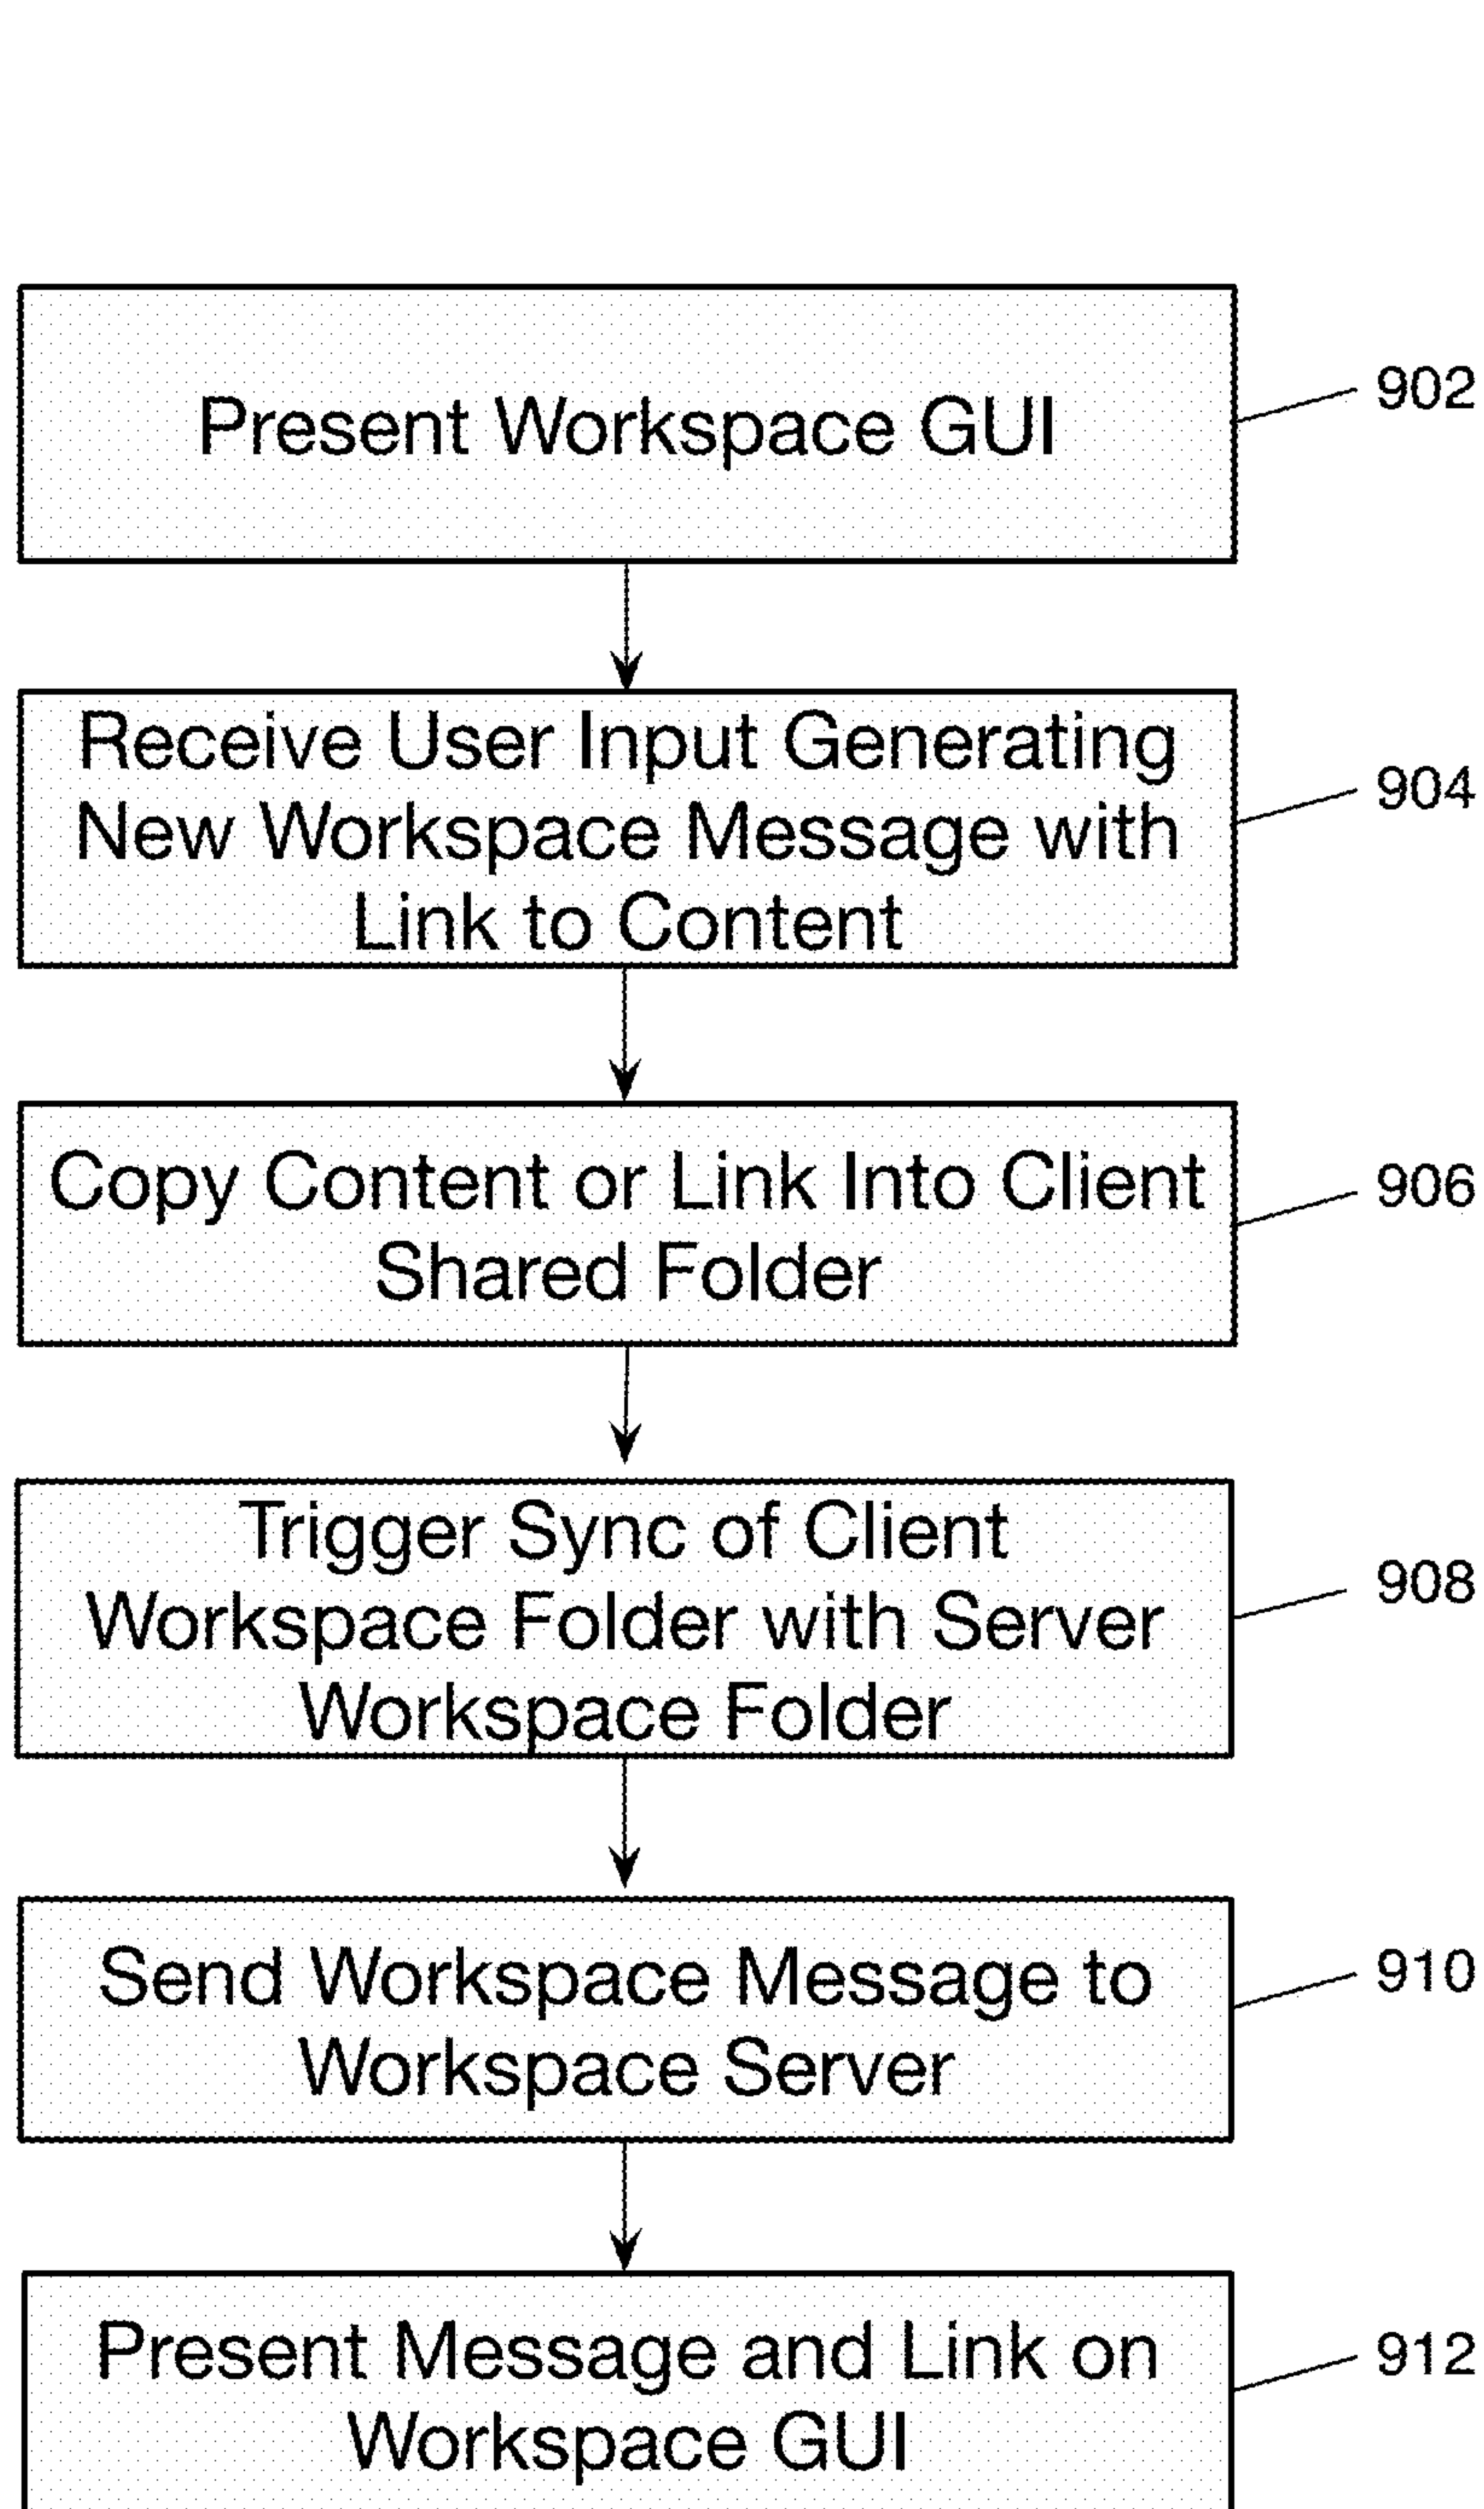 Present Workspace GUI
902
Receive User Input Generating
New Workspace Message with
Link to Content
904
Copy Content or Link Into Client
Shared Folder
906
Trigger Sync of Client
Workspace Folder with Server
Workspace Folder
908
Send Workspace Message to
Workspace Server
910
Present Message and Link on
Workspace GUI
912